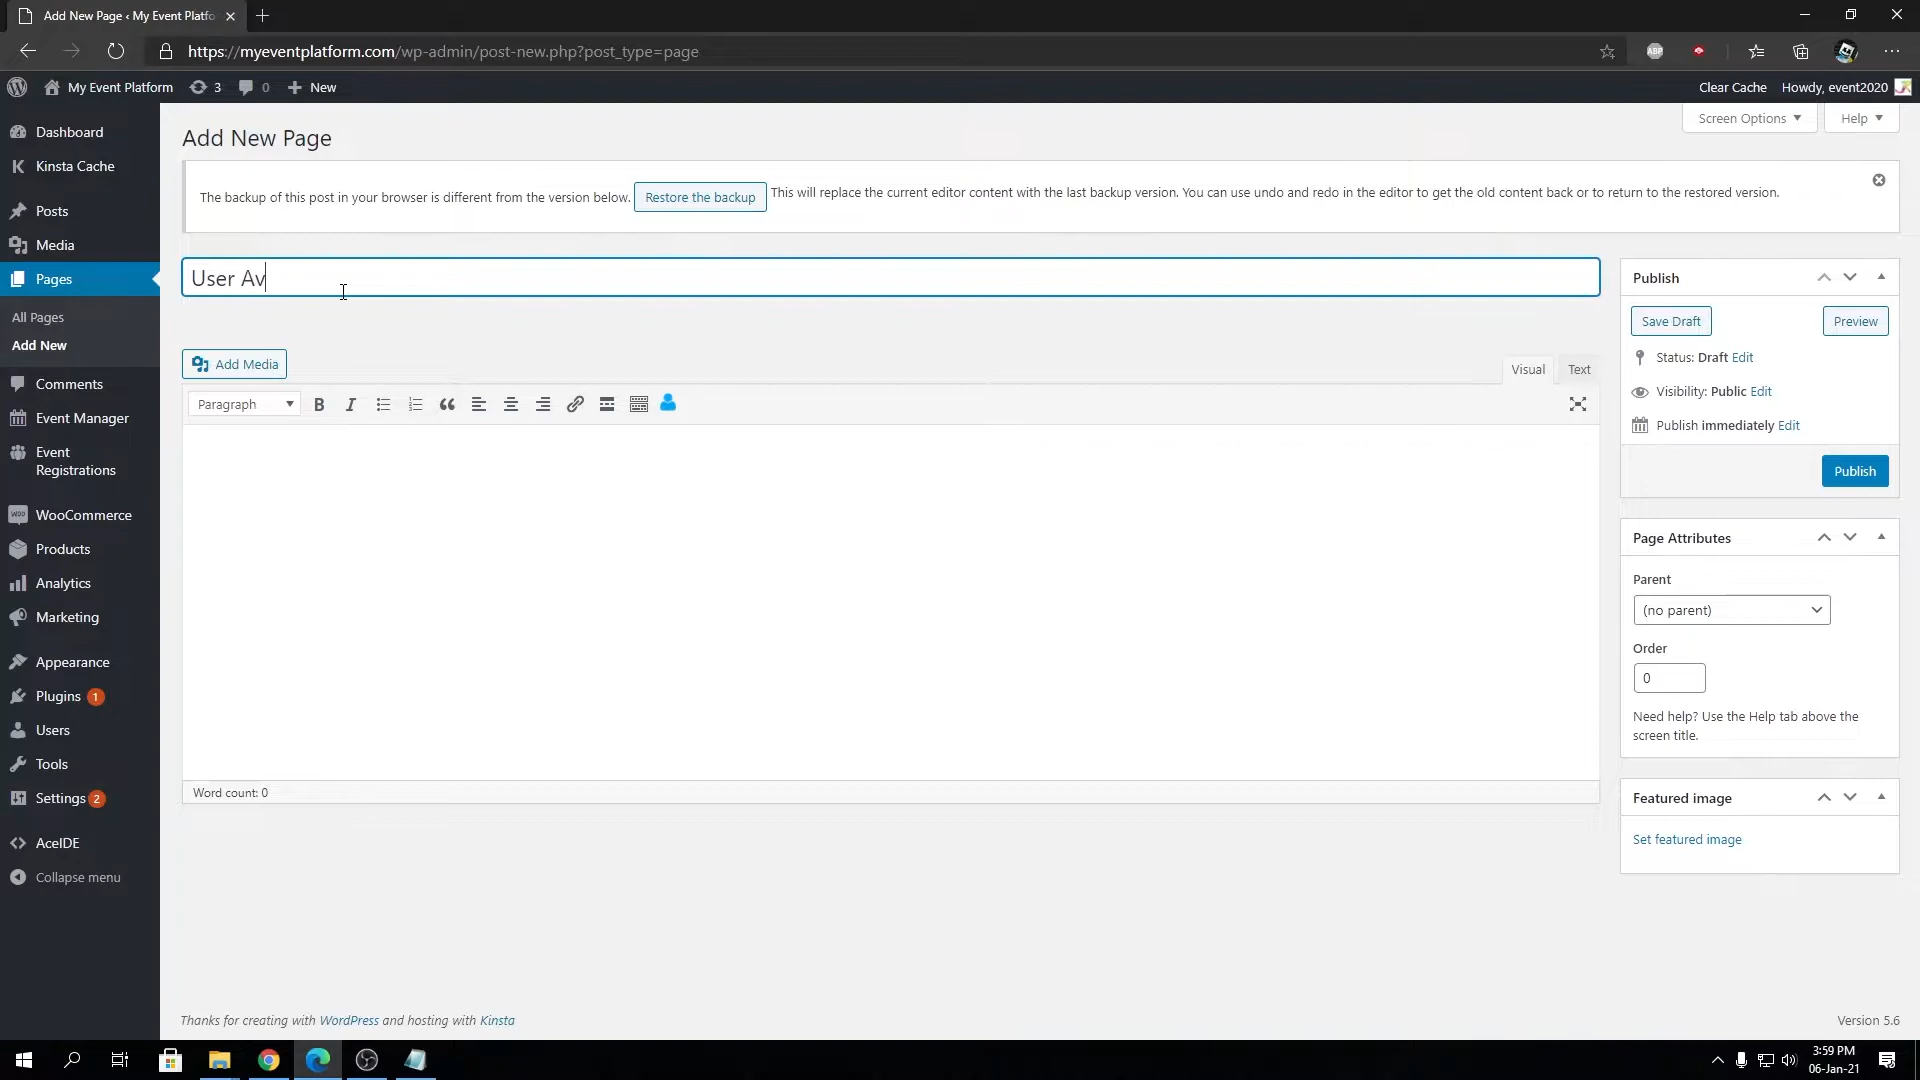 Add New Page ‹ My Event Platfo
https://myeventplatform.com/wp-admin/post-new.php?post_type=page
ABP
My Event Platform
3
0
New
Clear Cache
Howdy, event2020
Dashboard
Kinsta Cache
Posts
Media
Pages
All Pages
Add New
Comments
Event Manager
Event
Registrations
WooCommerce
Products
Analytics
Marketing
Appearance
Plugins 1
Users
Tools
Settings 2
AceIDE
Collapse menu
Screen Options
Help
Add New Page
The backup of this post in your browser is different from the version below. Restore the backup This will replace the current editor content with the last backup version. You can use undo and redo in the editor to get the old content back or to return to the restored version.
User Av
Add Media
Visual
Text
Paragraph
B
I
Word count: 0
Publish
Save Draft
Preview
Status: Draft Edit
Visibility: Public Edit
Publish immediately Edit
Publish
Page Attributes
Parent
(no parent)
Order
0
Need help? Use the Help tab above the
screen title.
Featured image
Set featured image
Thanks for creating with WordPress and hosting with Kinsta
Version 5.6
3:59 PM
06-Jan-21